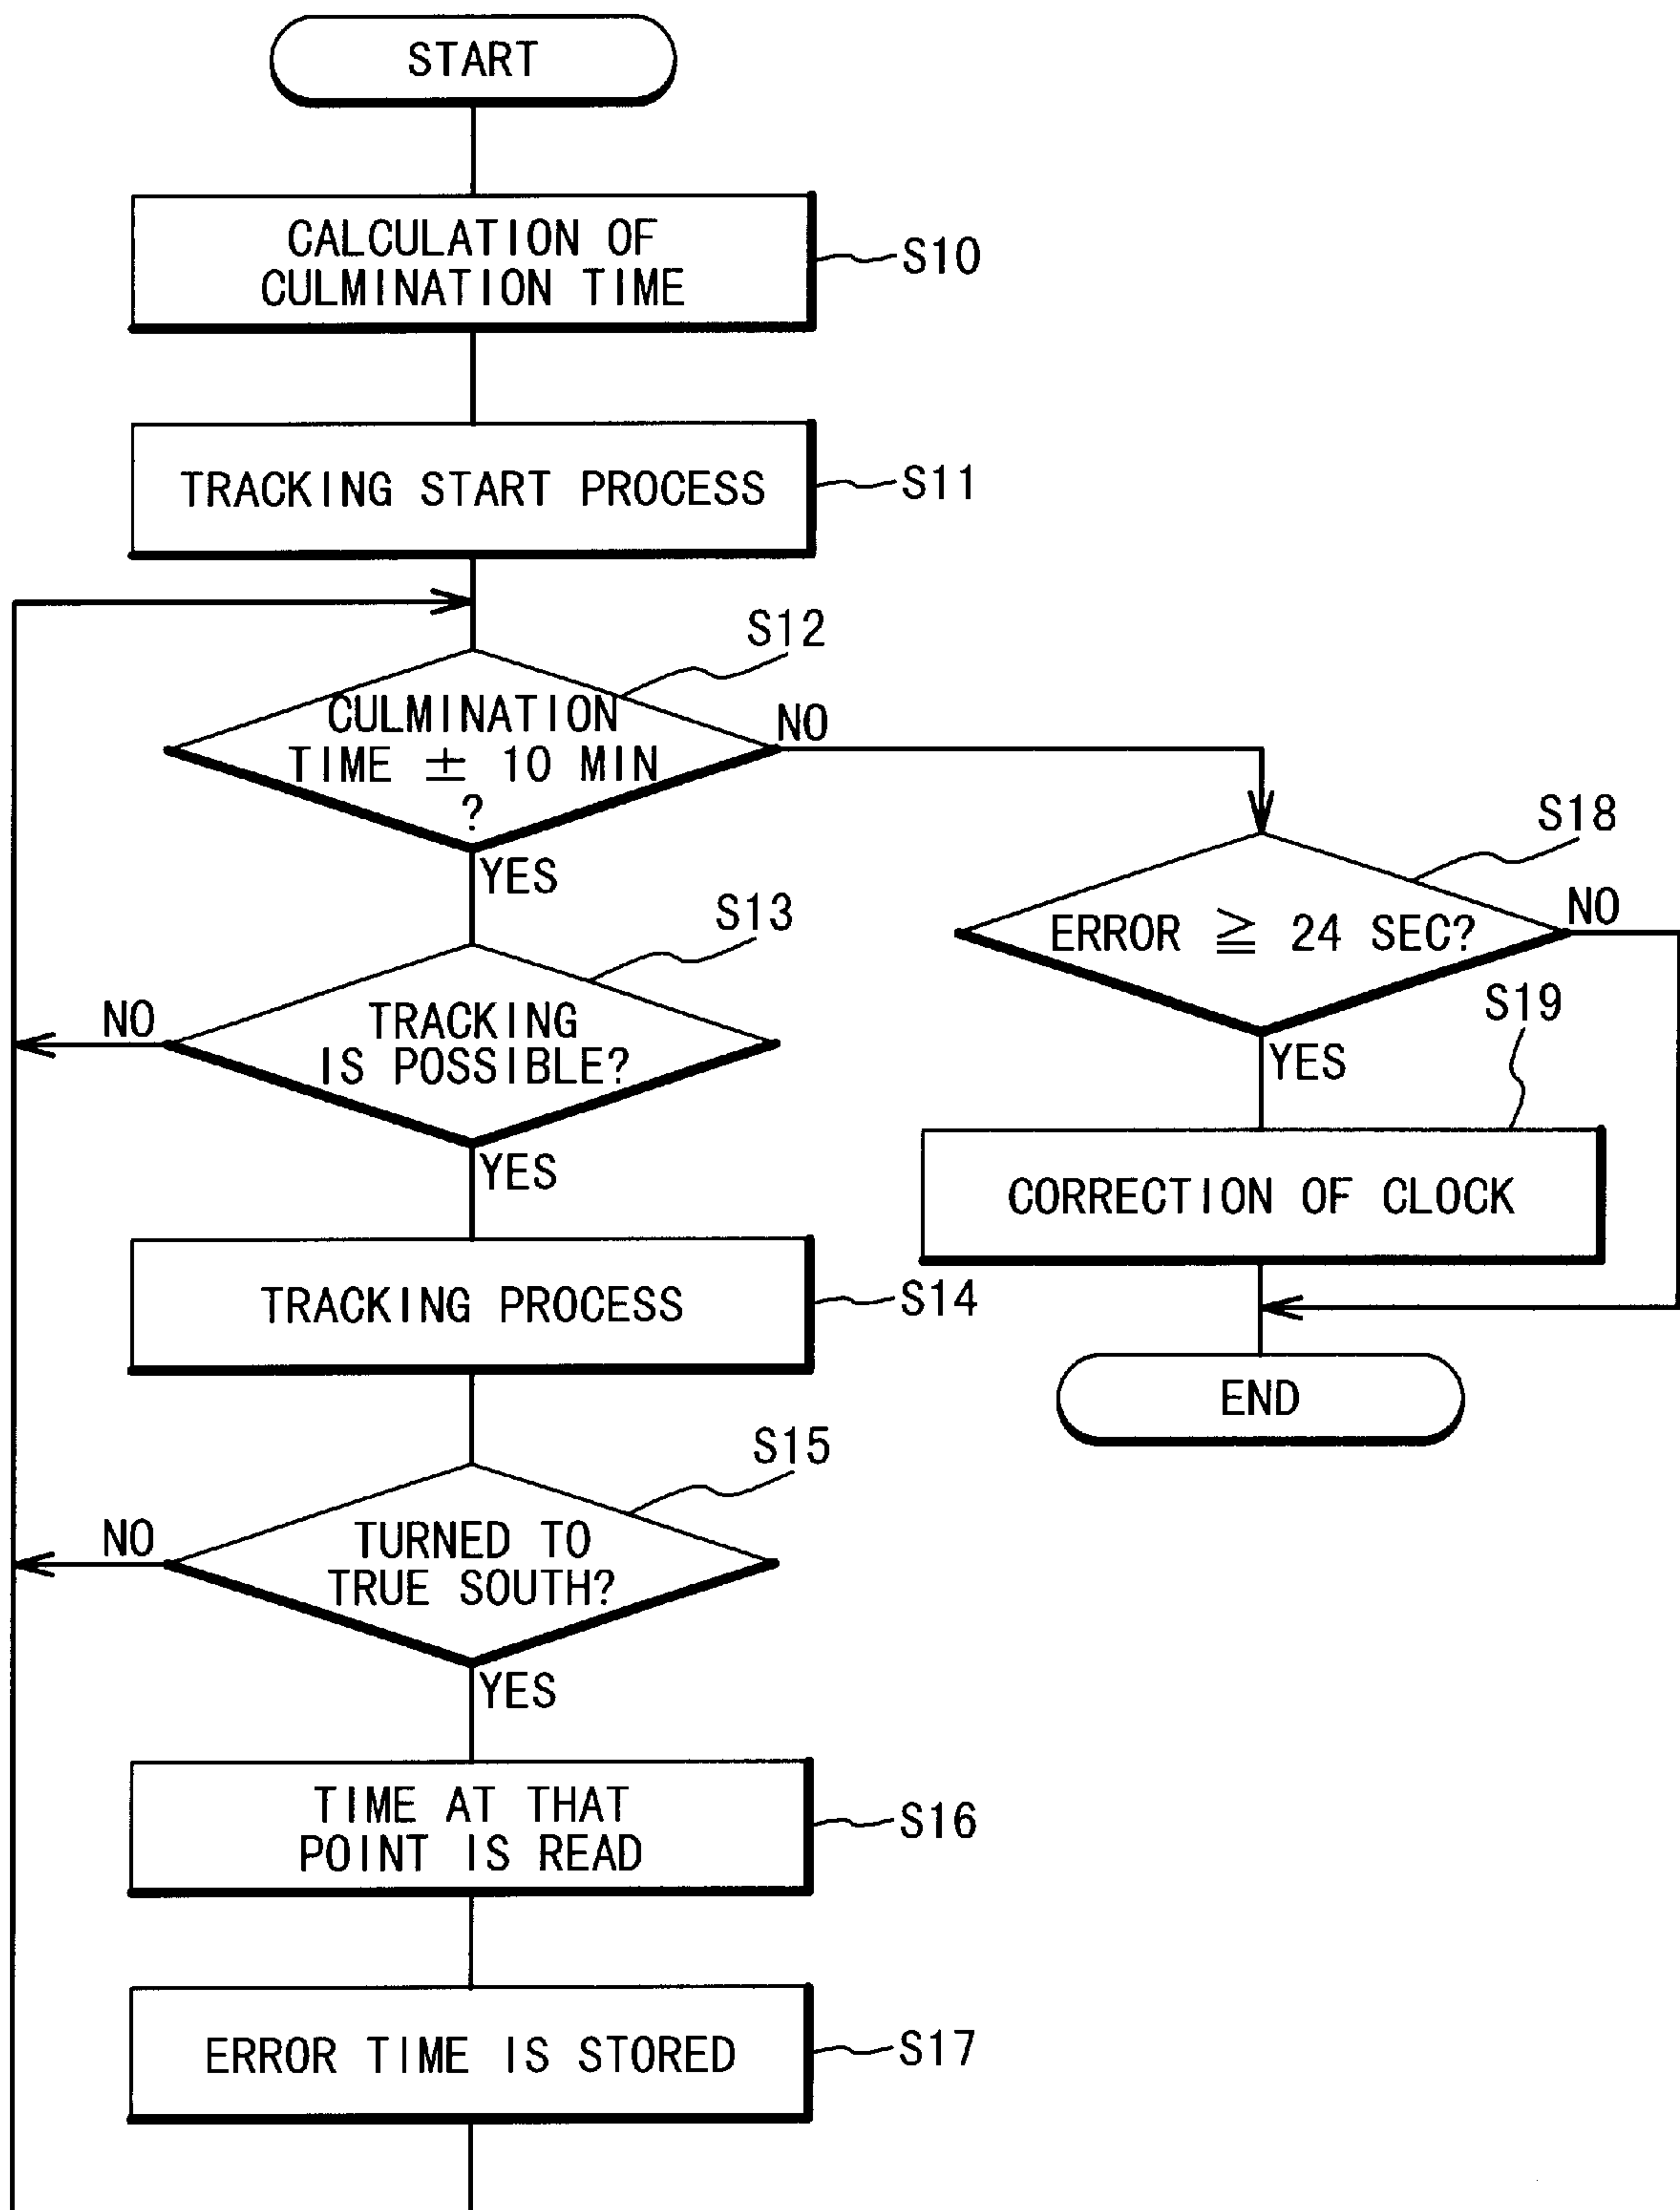 START
CALCULATION OF
CULMINATION TIME
S10
TRACKING START PROCESS
S11
S12
CULMINATION
TIME ± 10 MIN
?
NO
YES
S18
ERROR ≧ 24 SEC?
NO
YES
S13
TRACKING
IS POSSIBLE?
NO
YES
S19
CORRECTION OF CLOCK
TRACKING PROCESS
S14
END
S15
TURNED TO
TRUE SOUTH?
NO
YES
TIME AT THAT
POINT IS READ
S16
ERROR TIME IS STORED
S17